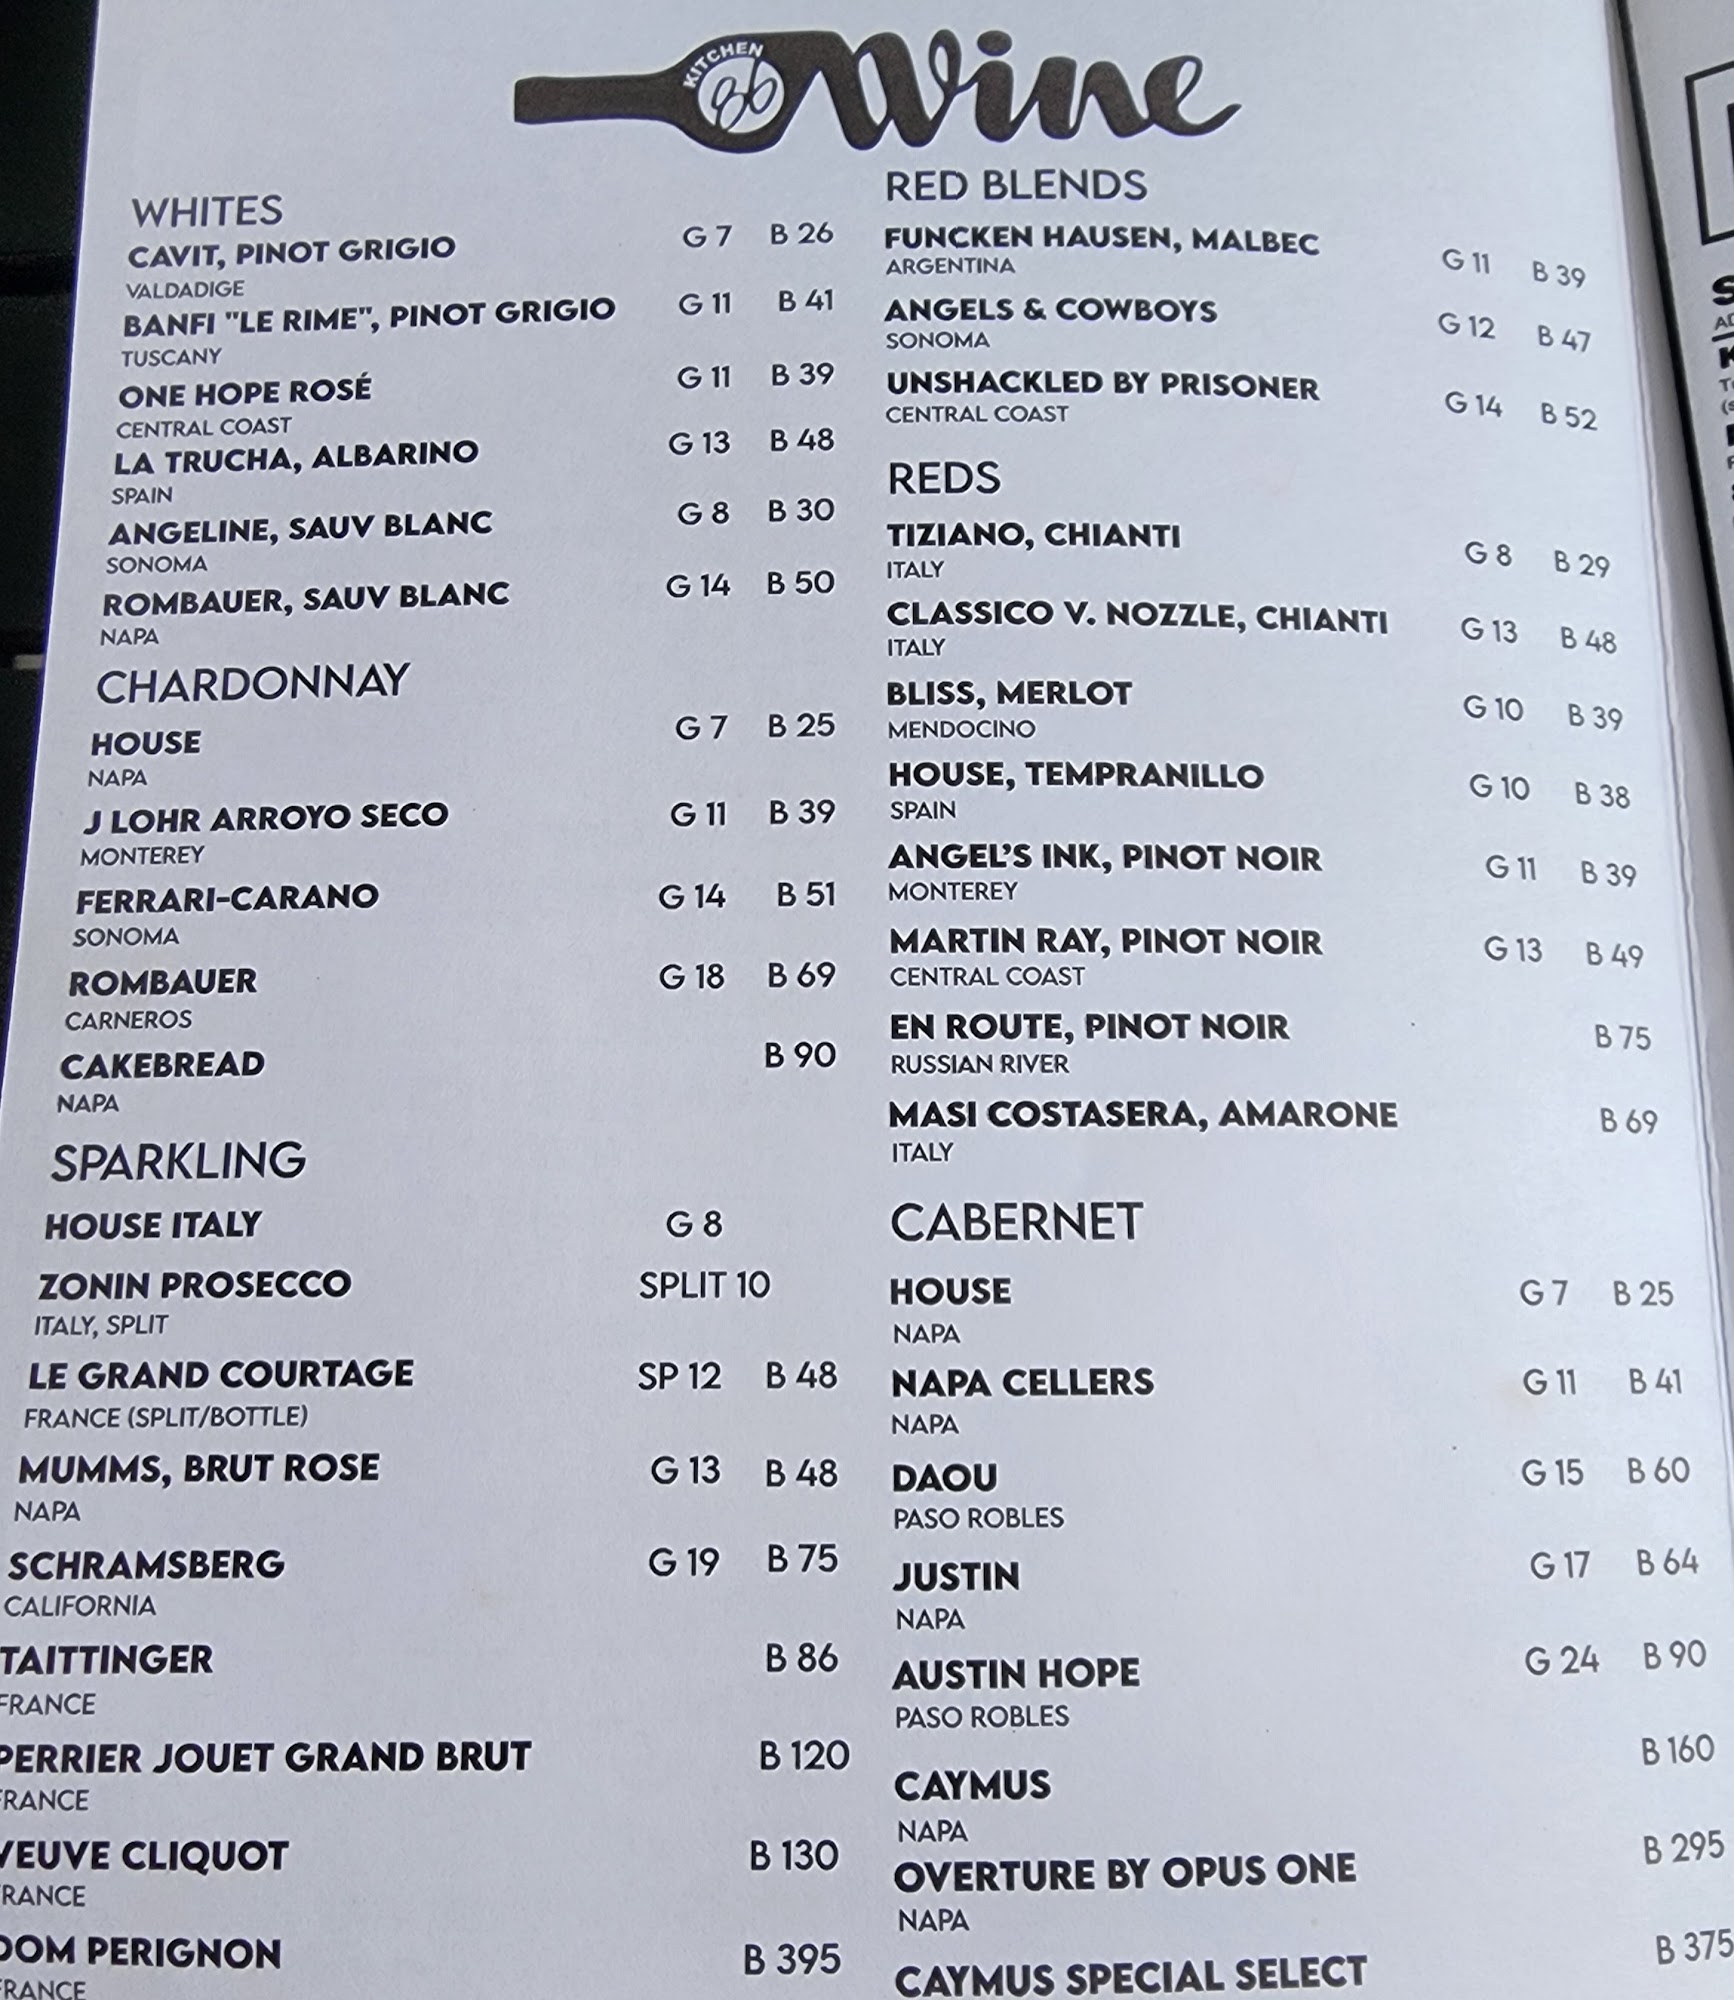 KITCHEN
86
Wine
WHITES
CAVIT, PINOT GRIGIO G 7 B 26
VALDADIGE
BANFI "LE RIME", PINOT GRIGIO G 11 B 41
TUSCANY
ONE HOPE ROSÉ G 11 B 39
CENTRAL COAST
LA TRUCHA, ALBARINO G 13 B 48
SPAIN
ANGELINE, SAUV BLANC G 8 B 30
SONOMA
ROMBAUER, SAUV BLANC G 14 B 50
NAPA
CHARDONNAY
HOUSE G 7 B 25
NAPA
J LOHR ARROYO SECO G 11 B 39
MONTEREY
FERRARI-CARANO G 14 B 51
SONOMA
ROMBAUER G 18 B 69
CARNEROS
CAKEBREAD B 90
NAPA
SPARKLING
HOUSE ITALY G 8
ZONIN PROSECCO SPLIT 10
ITALY, SPLIT
LE GRAND COURTAGE SP 12 B 48
FRANCE (SPLIT/BOTTLE)
MUMMS, BRUT ROSE G 13 B 48
NAPA
SCHRAMSBERG G 19 B 75
CALIFORNIA
TAITTINGER B 86
FRANCE
PERRIER JOUET GRAND BRUT B 120
FRANCE
VEUVE CLIQUOT B 130
FRANCE
DOM PERIGNON B 395
FRANCE
RED BLENDS
FUNCKEN HAUSEN, MALBEC G 11 B 39
ARGENTINA
ANGELS & COWBOYS G 12 B 47
SONOMA
UNSHACKLED BY PRISONER G 14 B 52
CENTRAL COAST
REDS
TIZIANO, CHIANTI G 8 B 29
ITALY
CLASSICO V. NOZZLE, CHIANTI G 13 B 48
ITALY
BLISS, MERLOT G 10 B 39
MENDOCINO
HOUSE, TEMPRANILLO G 10 B 38
SPAIN
ANGEL'S INK, PINOT NOIR G 11 B 39
MONTEREY
MARTIN RAY, PINOT NOIR G 13 B 49
CENTRAL COAST
EN ROUTE, PINOT NOIR B 75
RUSSIAN RIVER
MASI COSTASERA, AMARONE B 69
ITALY
CABERNET
HOUSE G 7 B 25
NAPA
NAPA CELLERS G 11 B 41
NAPA
DAOU G 15 B 60
PASO ROBLES
JUSTIN G 17 B 64
NAPA
AUSTIN HOPE G 24 B 90
PASO ROBLES
CAYMUS B 160
NAPA
OVERTURE BY OPUS ONE B 295
NAPA
CAYMUS SPECIAL SELECT B 375